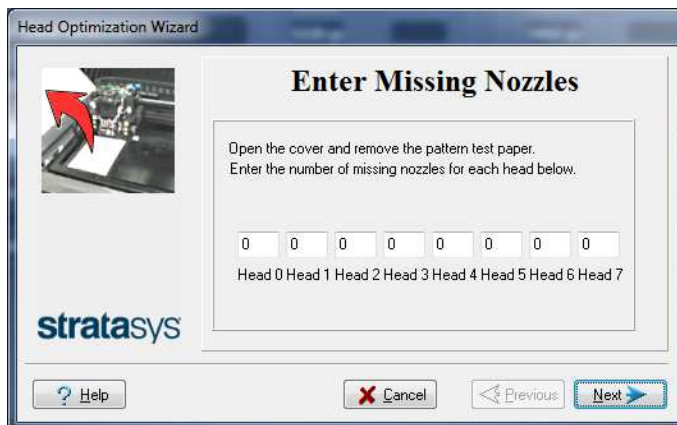 Head Optimization Wizard
Enter Missing Nozzles
Open the cover and remove the pattern test paper.
Enter the number of missing nozzles for each head below.
0 0 0 0 0 0 0 0
Head 0 Head 1 Head 2 Head 3 Head 4 Head 5 Head 6 Head 7
stratasys
? Help
Cancel
Previous
Next